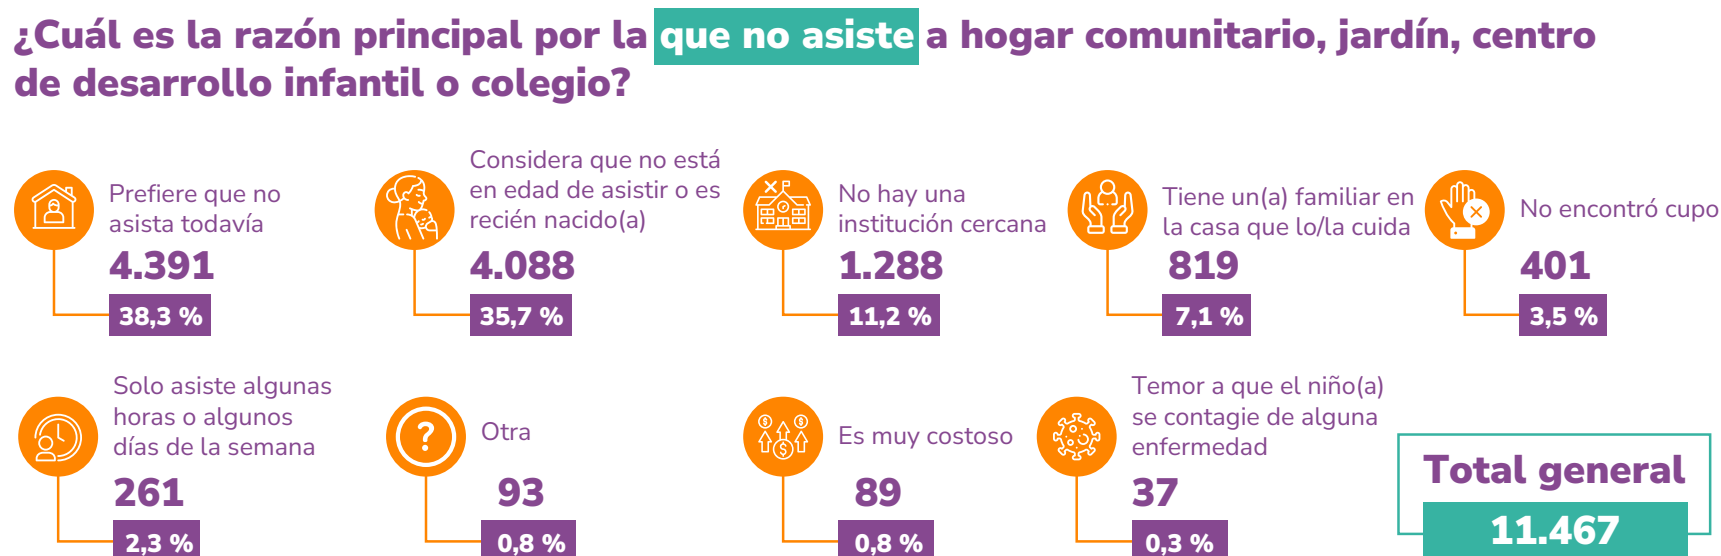 ¿Cuál es la razón principal por la que no asiste a hogar comunitario, jardín, centro
de desarrollo infantil o colegio?
Prefiere que no
asista todavía
4.391
38,3 %
Considera que no está
en edad de asistir o es
recién nacido(a)
4.088
35,7 %
No hay una
institución cercana
1.288
11,2 %
Tiene un(a) familiar en
la casa que lo/la cuida
819
7,1 %
No encontró cupo
401
3,5 %
Solo asiste algunas
horas o algunos
días de la semana
261
2,3 %
?
Otra
93
0,8 %
Es muy costoso
89
0,8 %
Temor a que el niño(a)
se contagie de alguna
enfermedad
37
0,3 %
Total general
11.467